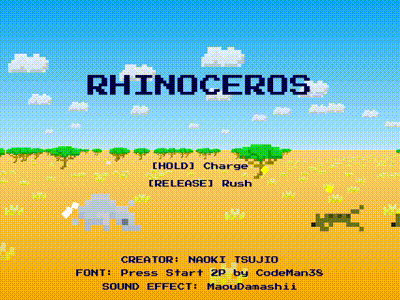 RHINOCEROS
[HOLD] Charge
[RELEASE] Rush
CREATOR: NAOKI TSUJIO
FONT: Press Start 2P by CodeMan38
SOUND EFFECT: MaouDamashii